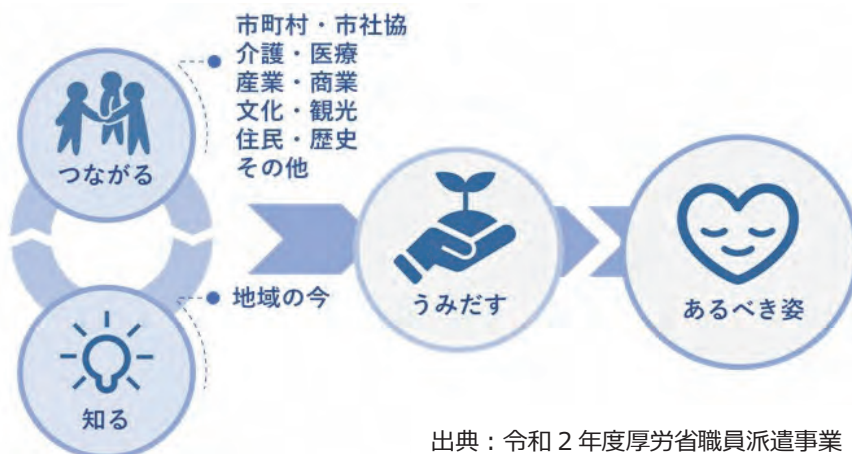 市町村・市社協
介護・医療
産業・商業
文化・観光
住民・歴史
その他
つながる
地域の今
知る
うみだす
あるべき姿
出典：令和2年度厚労省職員派遣事業